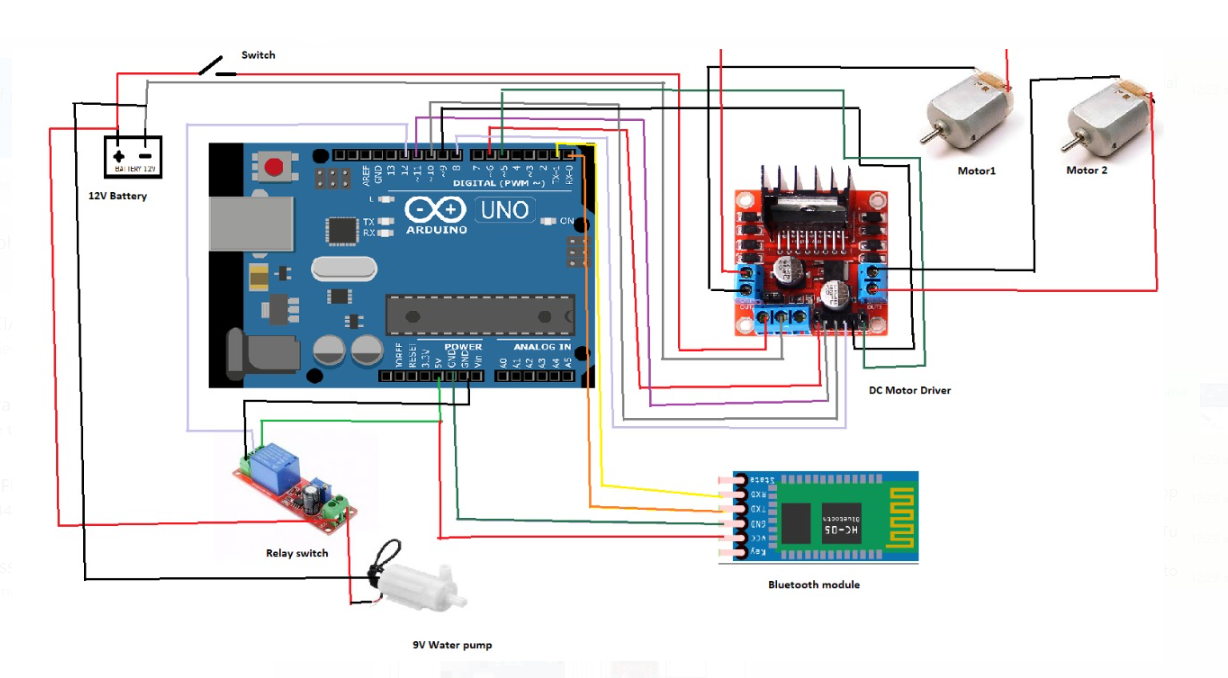 Switch
BATTERY 12V
12V Battery
Motor1
Motor 2
AREF
GND
13
12
~11
~10
~9
8
7
~6
~5
4
~3
2
TX→1
RX←0
DIGITAL (PWM ~)
L
TX
RX
ARDUINO
UNO
ON
IOREF
RESET
3.3V
5V
GND
GND
Vin
POWER
ANALOG IN
A0
A1
A2
A3
A4
A5
DC Motor Driver
Relay switch
State
RXD
TXD
GND
VCC
Key
HC-05
Bluetooth
Bluetooth module
9V Water pump